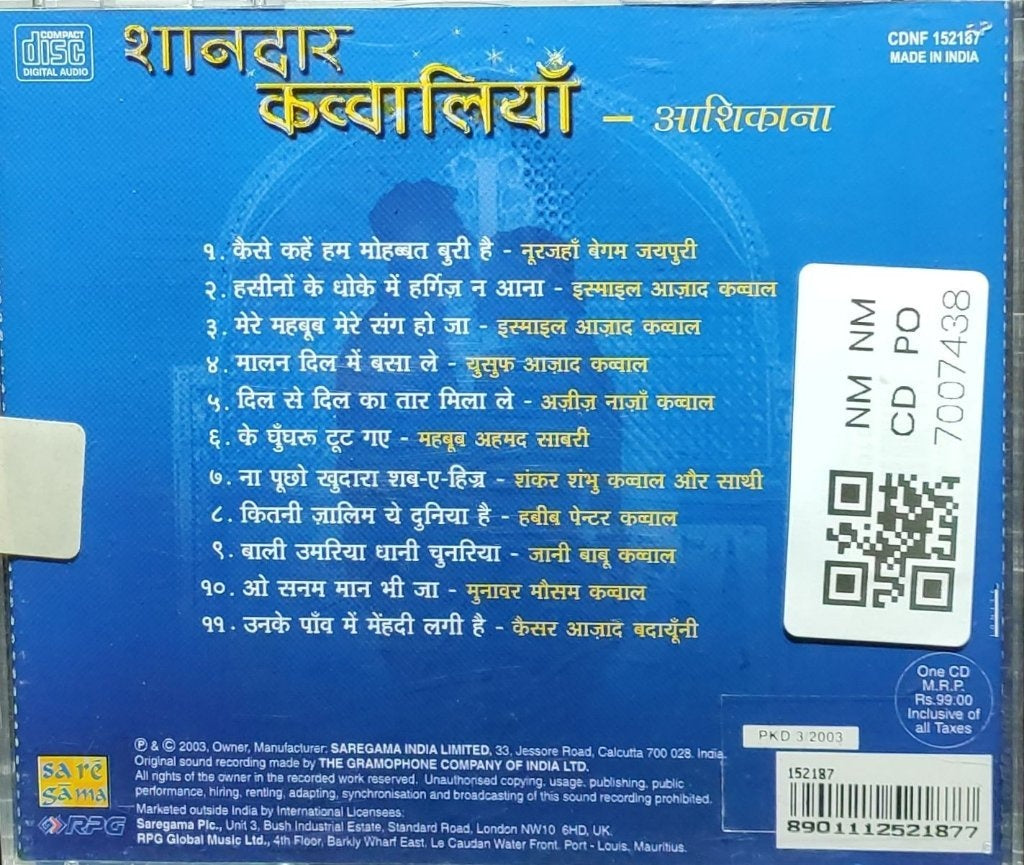 COMPACT
disc
DIGITAL AUDIO
शानदार
कव्वालियाँ – आशिकाना
CDNF 152187
MADE IN INDIA
१. कैसे कहें हम मोहब्बत बुरी है - नूरजहाँ बेगम जयपुरी
२. हसीनों के धोके में हर्गिज़ न आना - इस्माइल आज़ाद कव्वाल
३. मेरे महबूब मेरे संग हो जा - इस्माइल आज़ाद कव्वाल
४. मालन दिल में बसा ले - युसुफ आज़ाद कव्वाल
५. दिल से दिल का तार मिला ले - अज़ीज़ नाज़ाँ कव्वाल
६. के घुँघरू टूट गए - महबूब अहमद साबरी
७. ना पूछो खुदारा शब-ए-हिज्र - शंकर शंभु कव्वाल और साथी
८. कितनी ज़ालिम ये दुनिया है - हबीब पेन्टर कव्वाल
९. बाली उमरिया धानी चुनरिया - जानी बाबू कव्वाल
१०. ओ सनम मान भी जा - मुनावर मौसम कव्वाल
११. उनके पाँव में मेंहदी लगी है - कैसर आज़ाद बदायूँनी
NM NM
CD PO
7007438
One CD
M.R.P.
Rs.99.00
Inclusive of
all Taxes
PKD 3/2003
152187
8901112521877
sa re
ga ma
RPG
℗ & © 2003, Owner, Manufacturer: SAREGAMA INDIA LIMITED, 33, Jessore Road, Calcutta 700 028. India.
Original sound recording made by THE GRAMOPHONE COMPANY OF INDIA LTD.
All rights of the owner in the recorded work reserved. Unauthorised copying, usage, publishing, public
performance, hiring, renting, adapting, synchronisation and broadcasting of this sound recording prohibited.
Marketed outside India by International Licensees:
Saregama Plc., Unit 3, Bush Industrial Estate, Standard Road, London NW10 6HD, UK.
RPG Global Music Ltd., 4th Floor, Barkly Wharf East, Le Caudan Water Front, Port - Louis, Mauritius.